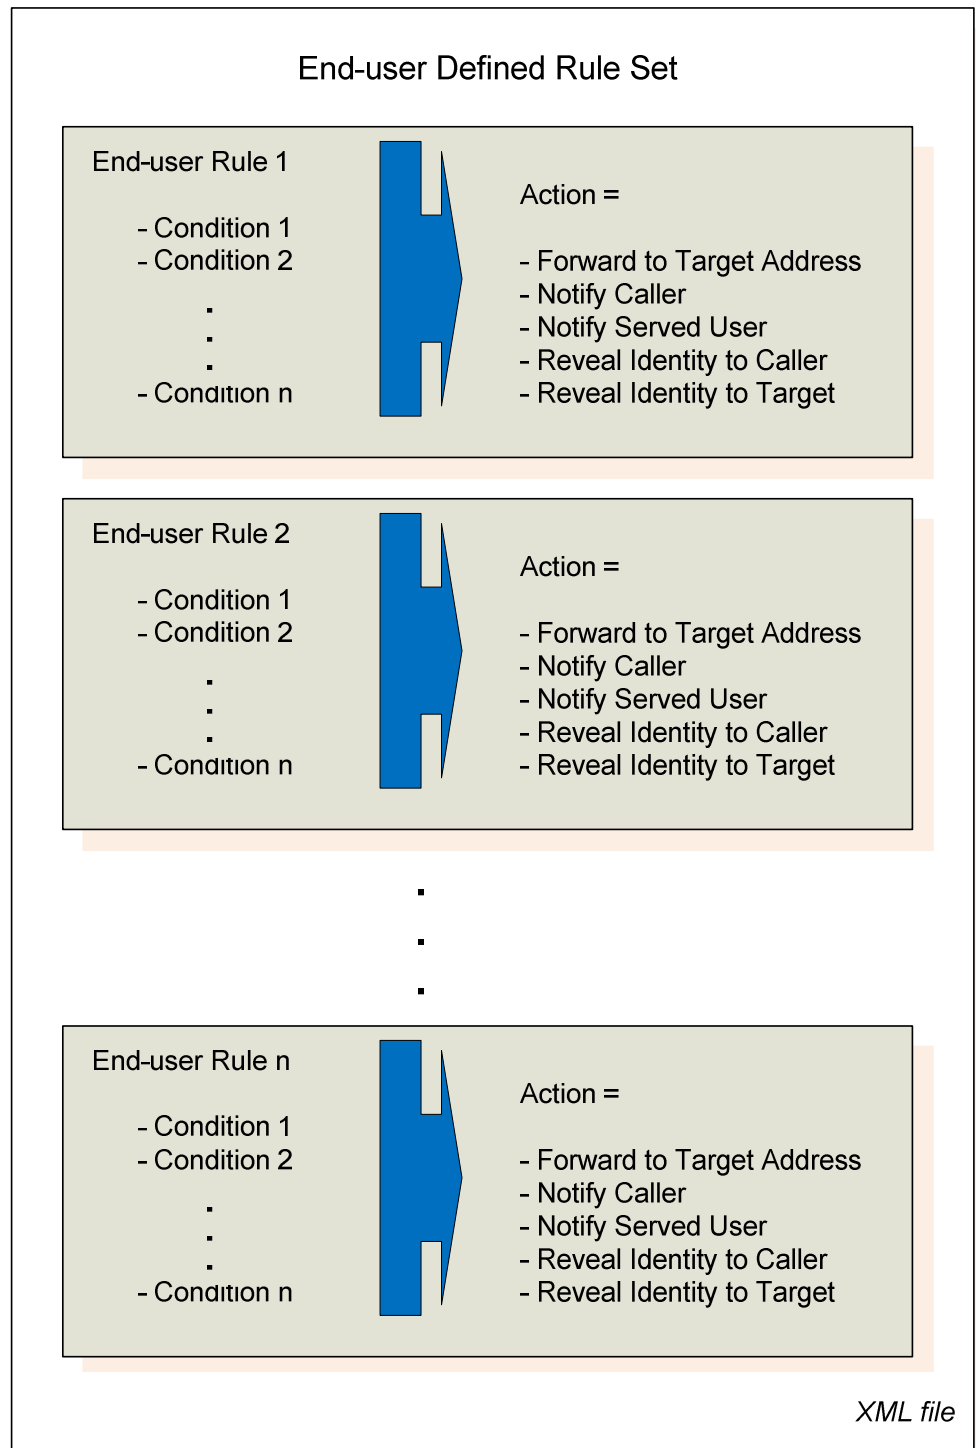 End-user Defined Rule Set
End-user Rule 1
- Condition 1
- Condition 2
.
.
.
- Condition n
Action =
- Forward to Target Address
- Notify Caller
- Notify Served User
- Reveal Identity to Caller
- Reveal Identity to Target
End-user Rule 2
- Condition 1
- Condition 2
.
.
.
- Condition n
Action =
- Forward to Target Address
- Notify Caller
- Notify Served User
- Reveal Identity to Caller
- Reveal Identity to Target
.
.
.
End-user Rule n
- Condition 1
- Condition 2
.
.
.
- Condition n
Action =
- Forward to Target Address
- Notify Caller
- Notify Served User
- Reveal Identity to Caller
- Reveal Identity to Target
XML file